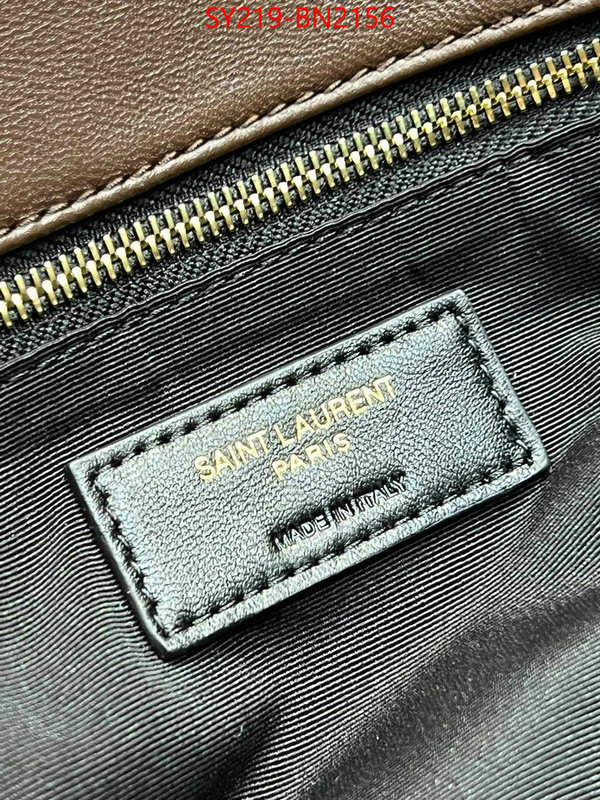 SY219-BN2156
SAINT LAURENT
PARIS
MADE IN ITALY